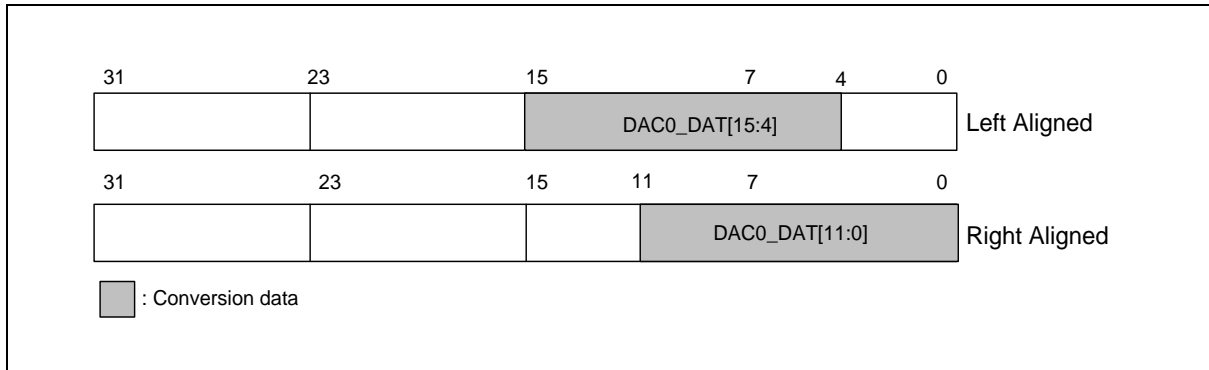 31 23 15 7 4 0
DAC0_DAT[15:4] Left Aligned
31 23 15 11 7 0
DAC0_DAT[11:0] Right Aligned
: Conversion data